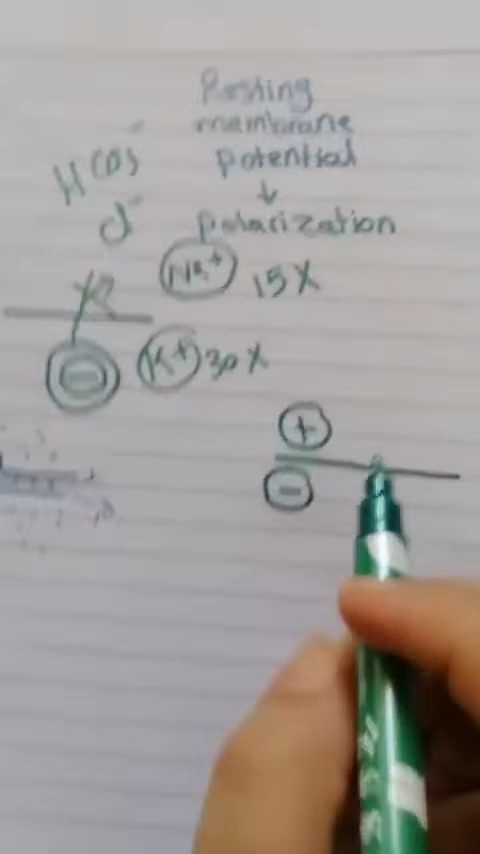 Resting
membrane
potential
↓
polarization
Na+ 15X
K+ 30X
+
−
−